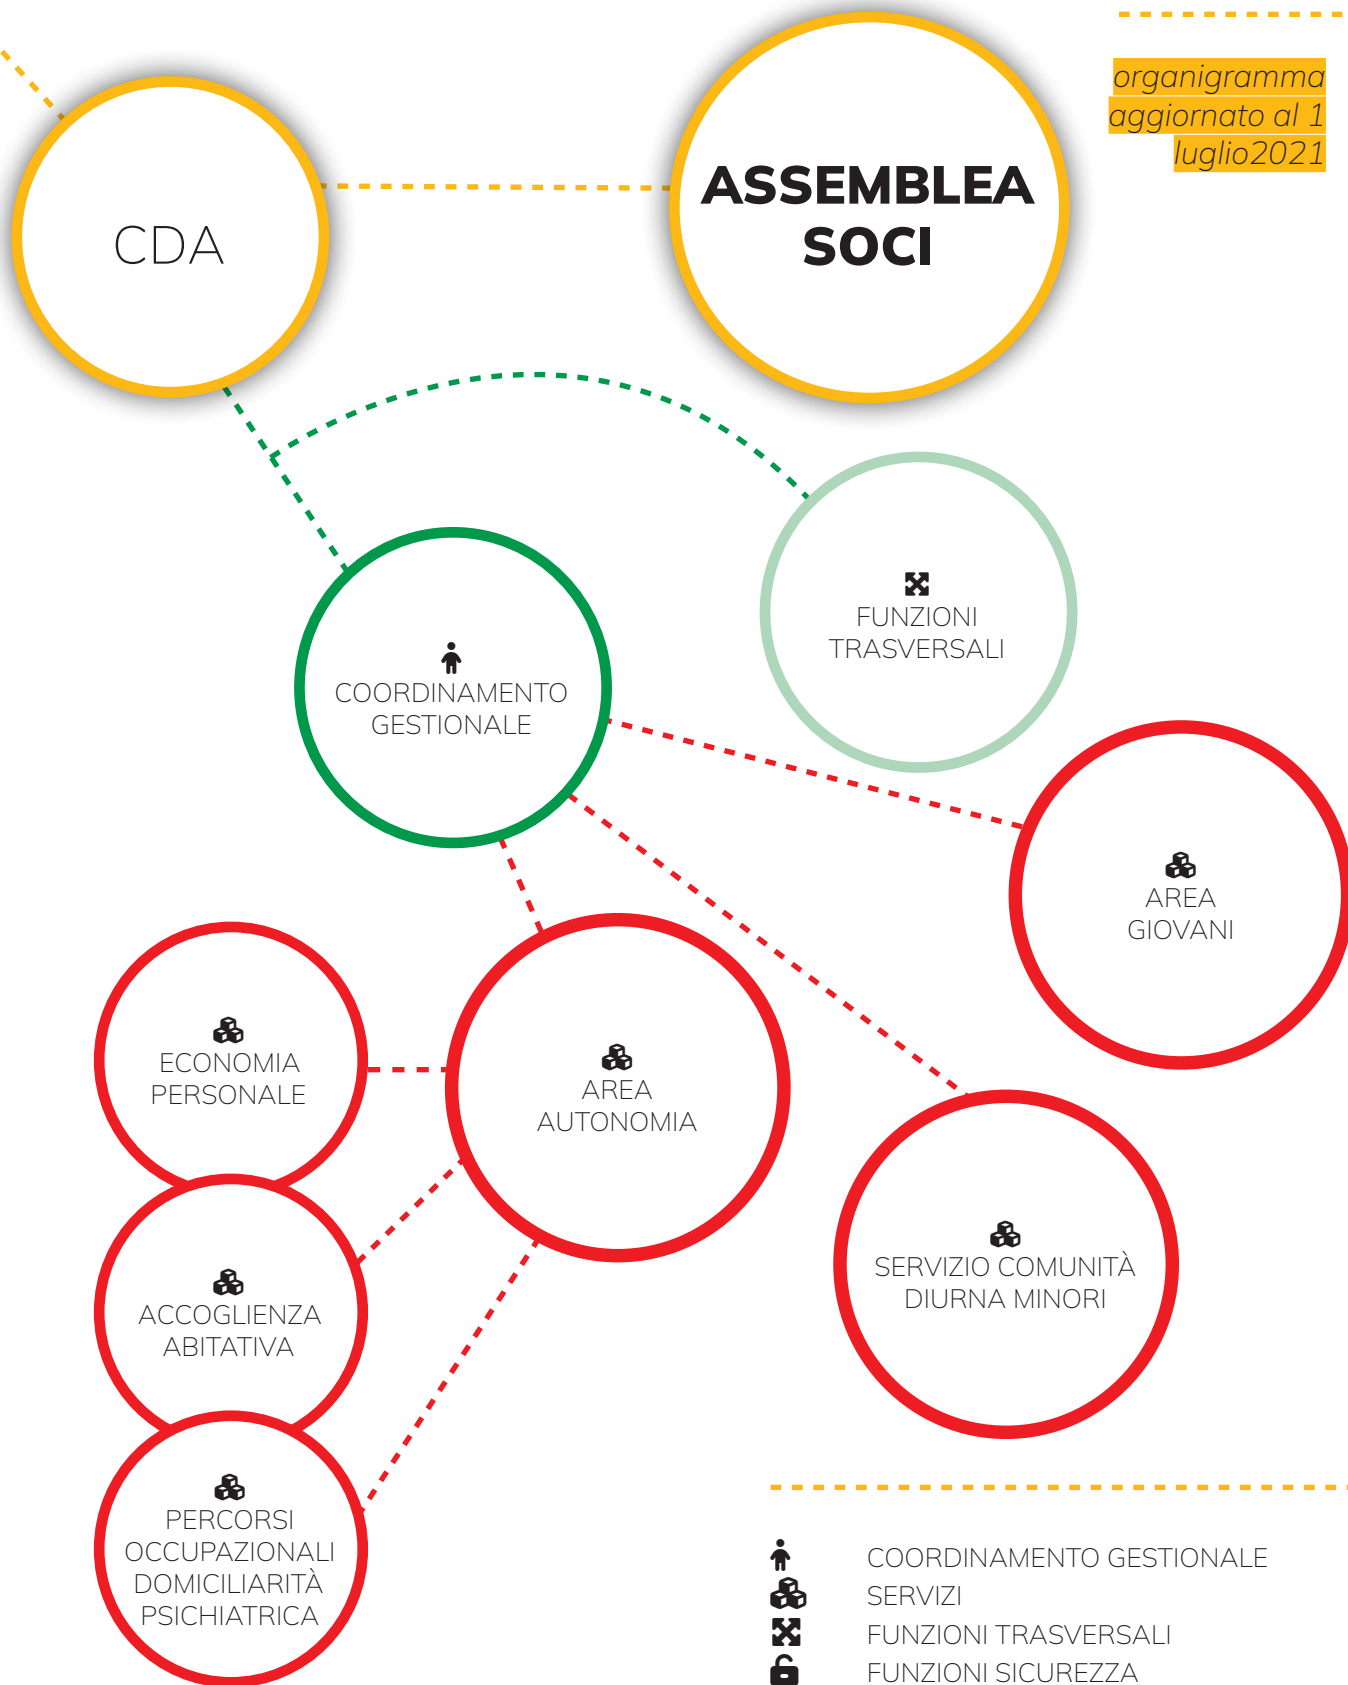 organigramma
aggiornato al 1
luglio2021
CDA
ASSEMBLEA
SOCI
FUNZIONI
TRASVERSALI
COORDINAMENTO
GESTIONALE
AREA
GIOVANI
ECONOMIA
PERSONALE
AREA
AUTONOMIA
SERVIZIO COMUNITÀ
DIURNA MINORI
ACCOGLIENZA
ABITATIVA
PERCORSI
OCCUPAZIONALI
DOMICILIARITÀ
PSICHIATRICA
COORDINAMENTO GESTIONALE
SERVIZI
FUNZIONI TRASVERSALI
FUNZIONI SICUREZZA